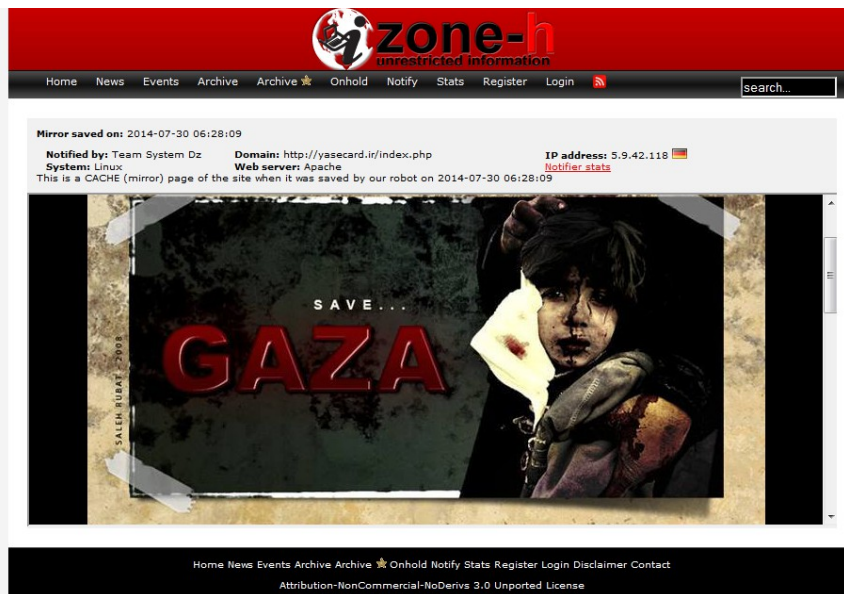 zone-h
unrestricted information
Home News Events Archive Archive Onhold Notify Stats Register Login
search...
Mirror saved on: 2014-07-30 06:28:09
Notified by: Team System Dz Domain: http://yasecard.ir/index.php IP address: 5.9.42.118
System: Linux Web server: Apache Notifier stats
This is a CACHE (mirror) page of the site when it was saved by our robot on 2014-07-30 06:28:09
SAVE...
GAZA
SALEH RUBAT - 2008
Home News Events Archive Archive Onhold Notify Stats Register Login Disclaimer Contact
Attribution-NonCommercial-NoDerivs 3.0 Unported License